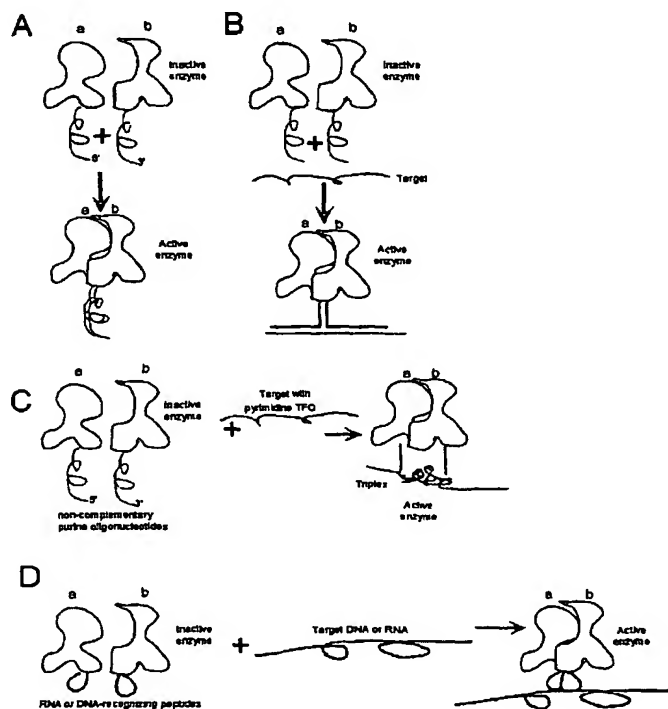 A
a
b
Inactive
enzyme
+
5'
3'
a
b
Active
enzyme
B
a
b
Inactive
enzyme
+
Target
a
b
Active
enzyme
C
a
b
Inactive
enzyme
5'
3'
non-complementary
purine oligonucleotides
+
Target with
pyrimidine TFO
a
b
Triplex
Active
enzyme
D
a
b
Inactive
enzyme
RNA or DNA-recognizing peptides
+
Target DNA or RNA
a
b
Active
enzyme